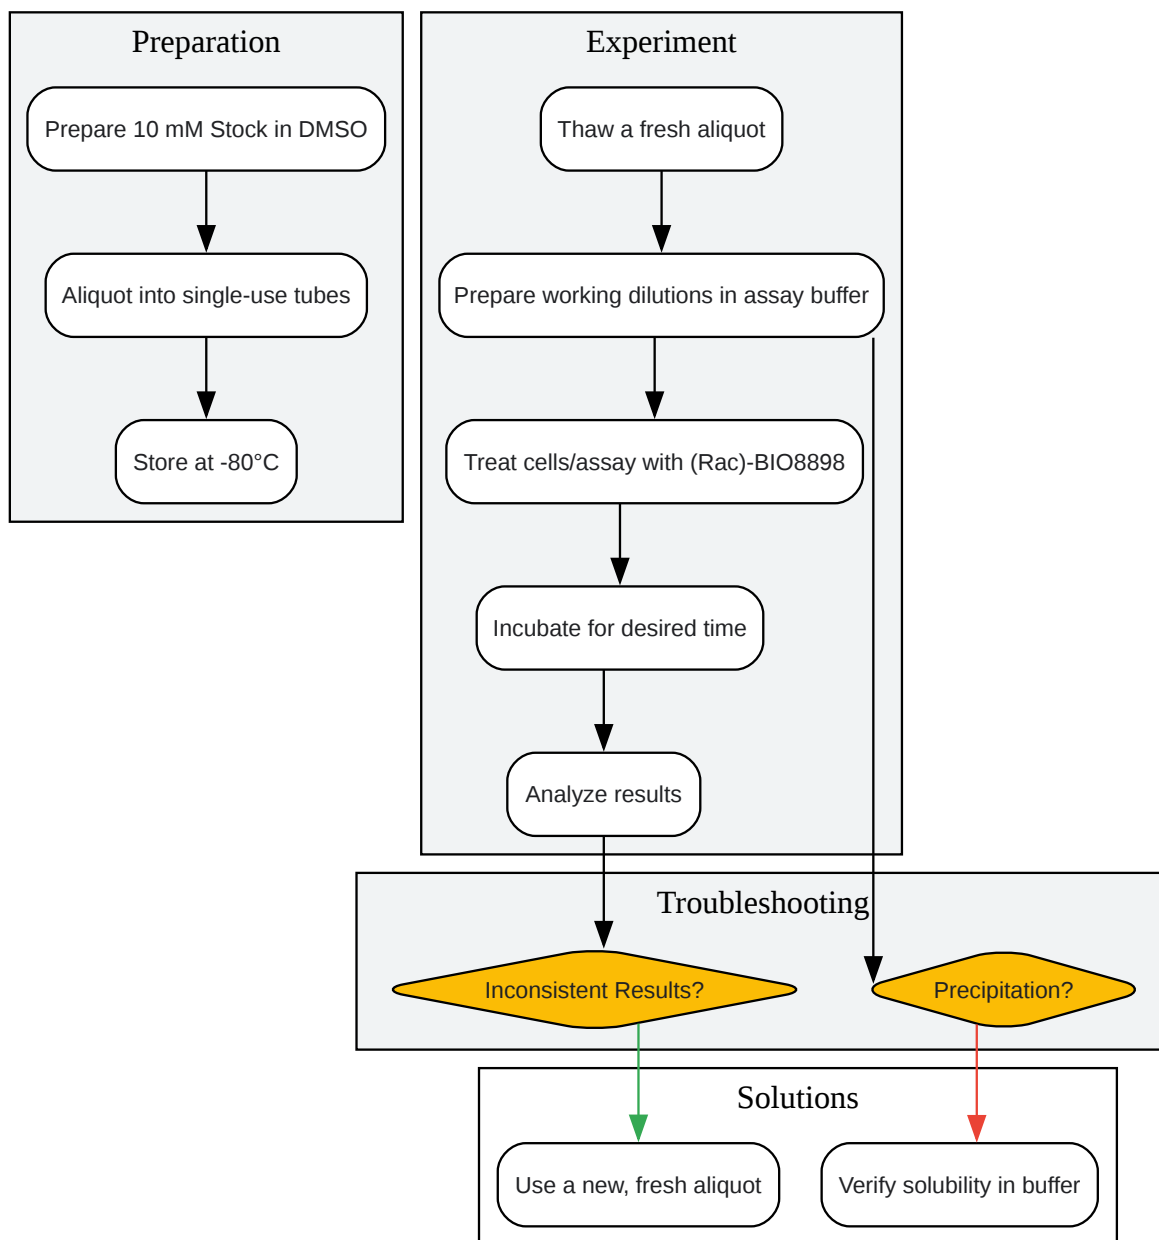 Preparation
Prepare 10 mM Stock in DMSO
Aliquot into single-use tubes
Store at -80°C
Experiment
Thaw a fresh aliquot
Prepare working dilutions in assay buffer
Treat cells/assay with (Rac)-BIO8898
Incubate for desired time
Analyze results
Troubleshooting
Inconsistent Results?
Precipitation?
Solutions
Use a new, fresh aliquot
Verify solubility in buffer